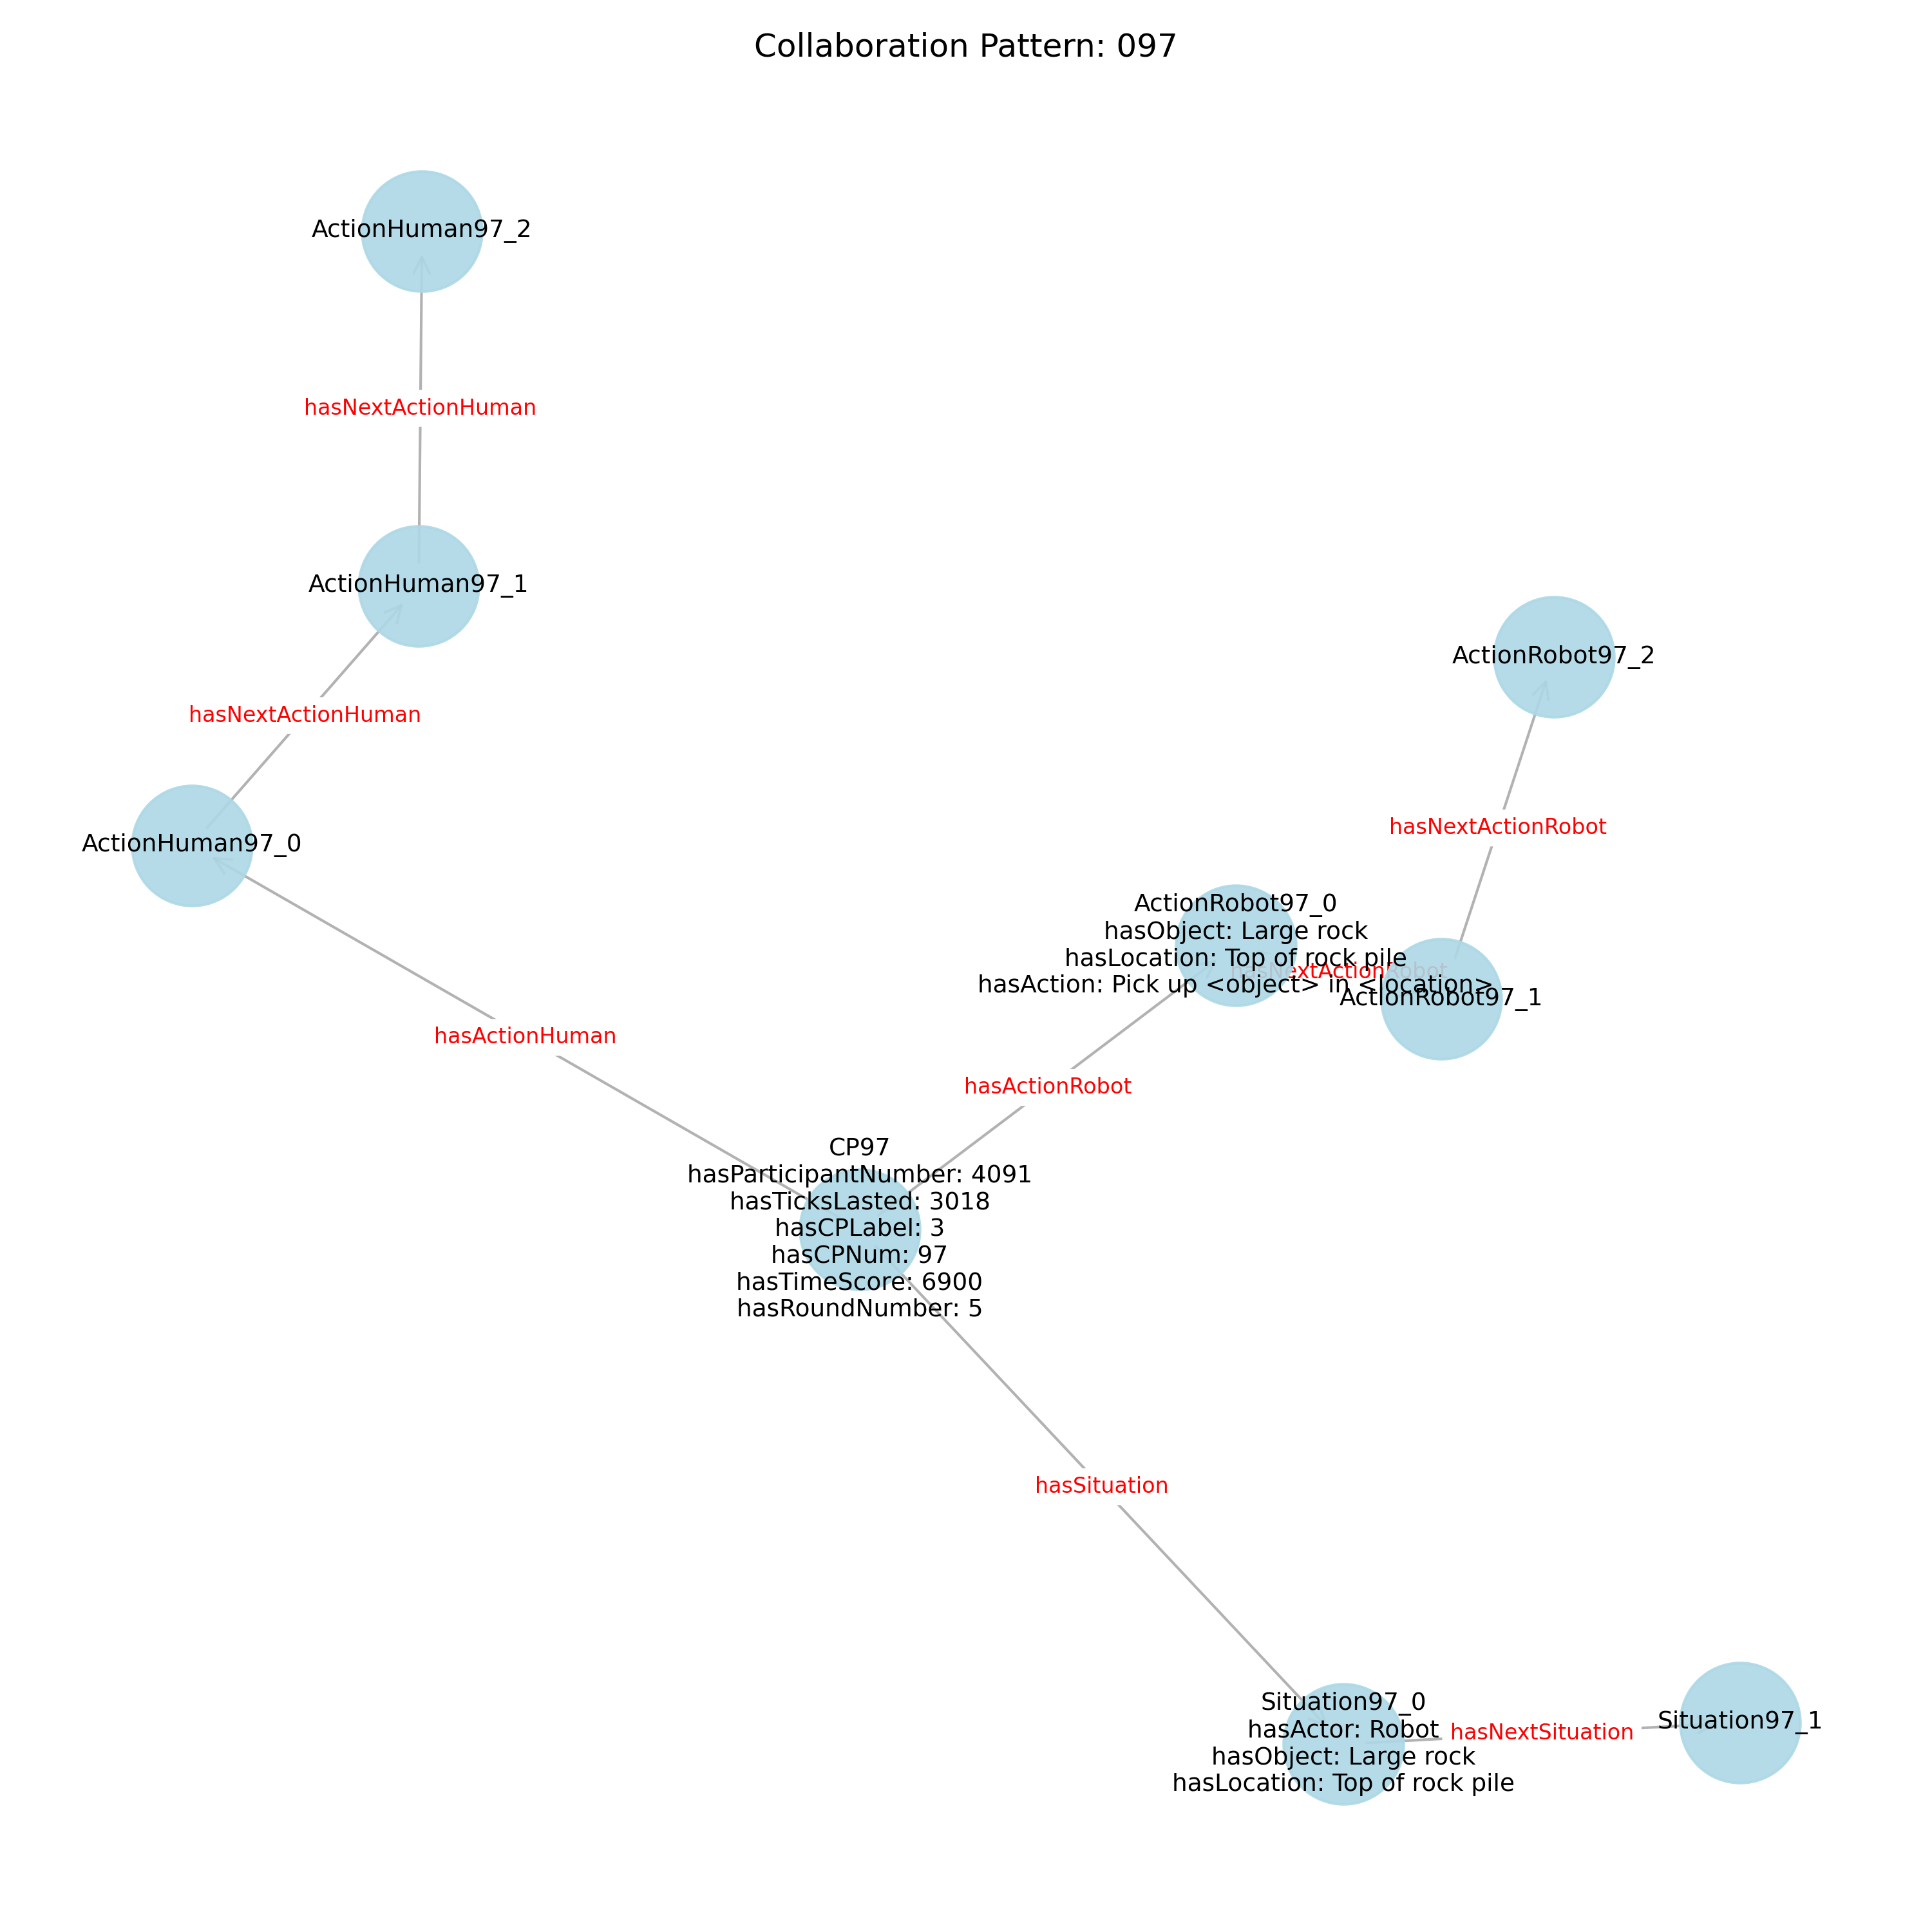 Collaboration Pattern: 097
ActionHuman97_2
hasNextActionHuman
ActionHuman97_1
ActionRobot97_2
hasNextActionHuman
hasNextActionRobot
ActionHuman97_0
ActionRobot97_0
hasObject: Large rock
hasLocation: Top of rock pile
hasNextActionRobot
hasAction: Pick up <object> in <location>
ActionRobot97_1
hasActionHuman
hasActionRobot
CP97
hasParticipantNumber: 4091
hasTicksLasted: 3018
hasCPLabel: 3
hasCPNum: 97
hasTimeScore: 6900
hasRoundNumber: 5
hasSituation
Situation97_0
hasActor: Robot
hasObject: Large rock
hasLocation: Top of rock pile
hasNextSituation
Situation97_1